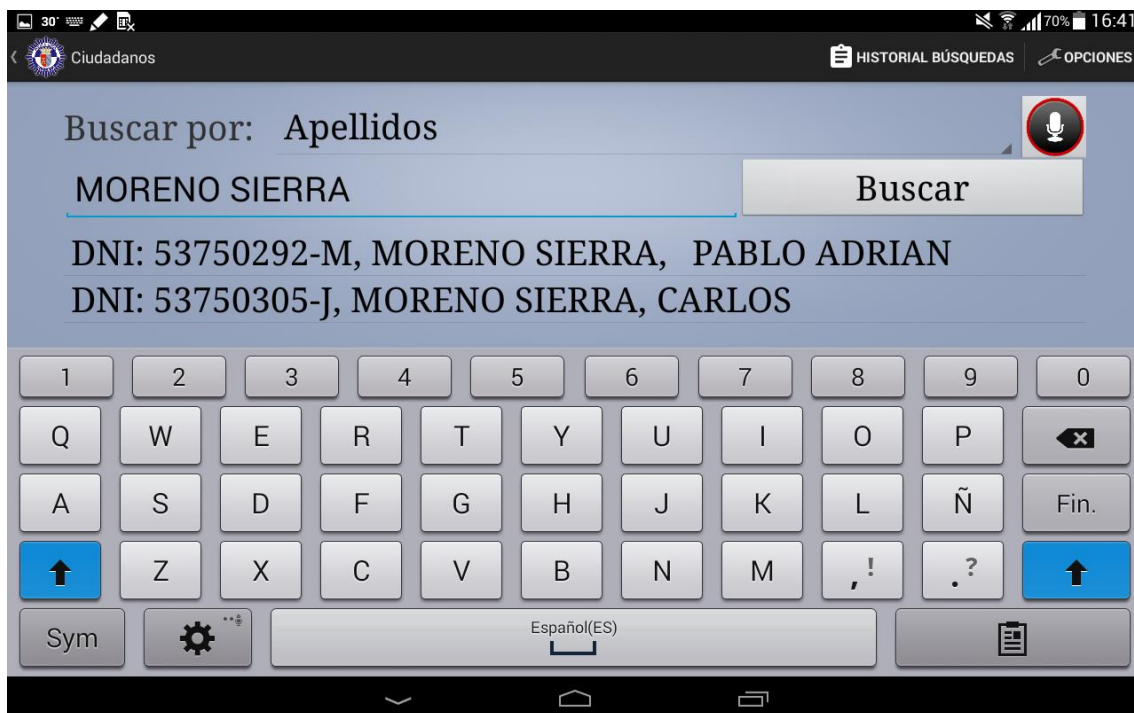 30° 70% 16:41
Ciudadanos HISTORIAL BÚSQUEDAS OPCIONES
Buscar por: Apellidos
MORENO SIERRA Buscar
DNI: 53750292-M, MORENO SIERRA, PABLO ADRIAN
DNI: 53750305-J, MORENO SIERRA, CARLOS
1 2 3 4 5 6 7 8 9 0
Q W E R T Y U I O P
A S D F G H J K L Ñ Fin.
Z X C V B N M , ! . ?
Sym Español(ES)